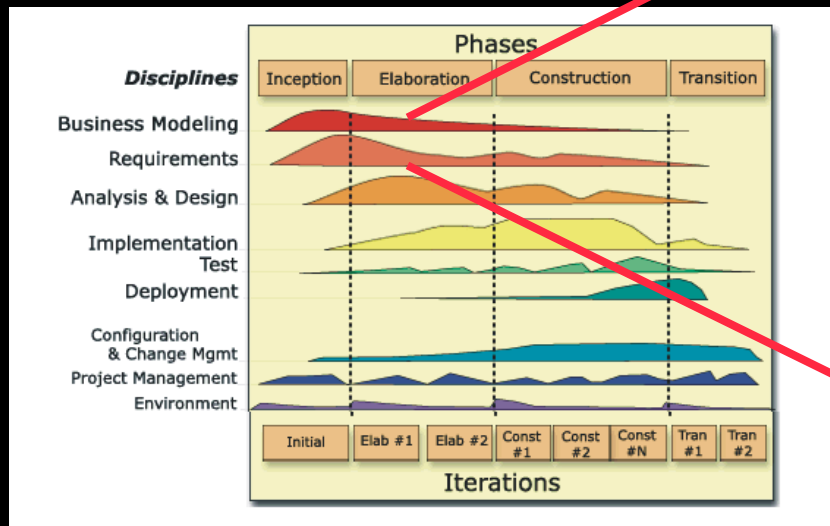 Phases
Disciplines Inception Elaboration Construction Transition
Business Modeling
Requirements
Analysis & Design
Implementation
Test
Deployment
Configuration
& Change Mgmt
Project Management
Environment
Initial Elab #1 Elab #2 Const #1 Const #2 Const #N Tran #1 Tran #2
Iterations